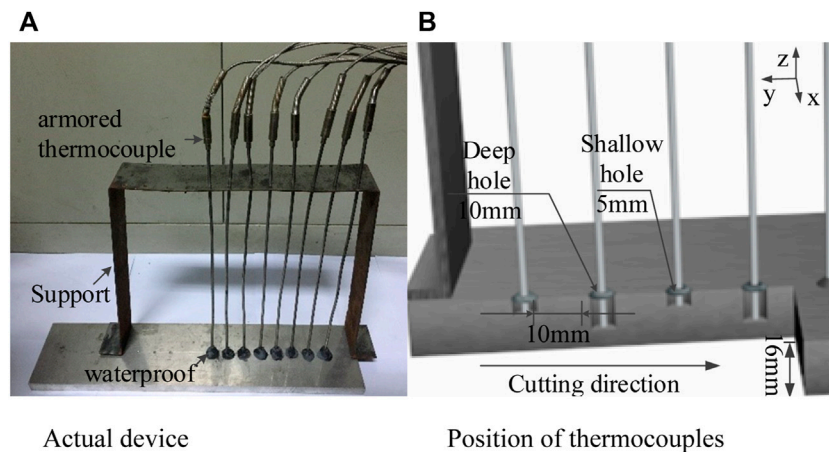 A
armored
thermocouple
Support
waterproof
Actual device
B
z
y
x
Deep
hole
10mm
Shallow
hole
5mm
10mm
16mm
Cutting direction
Position of thermocouples